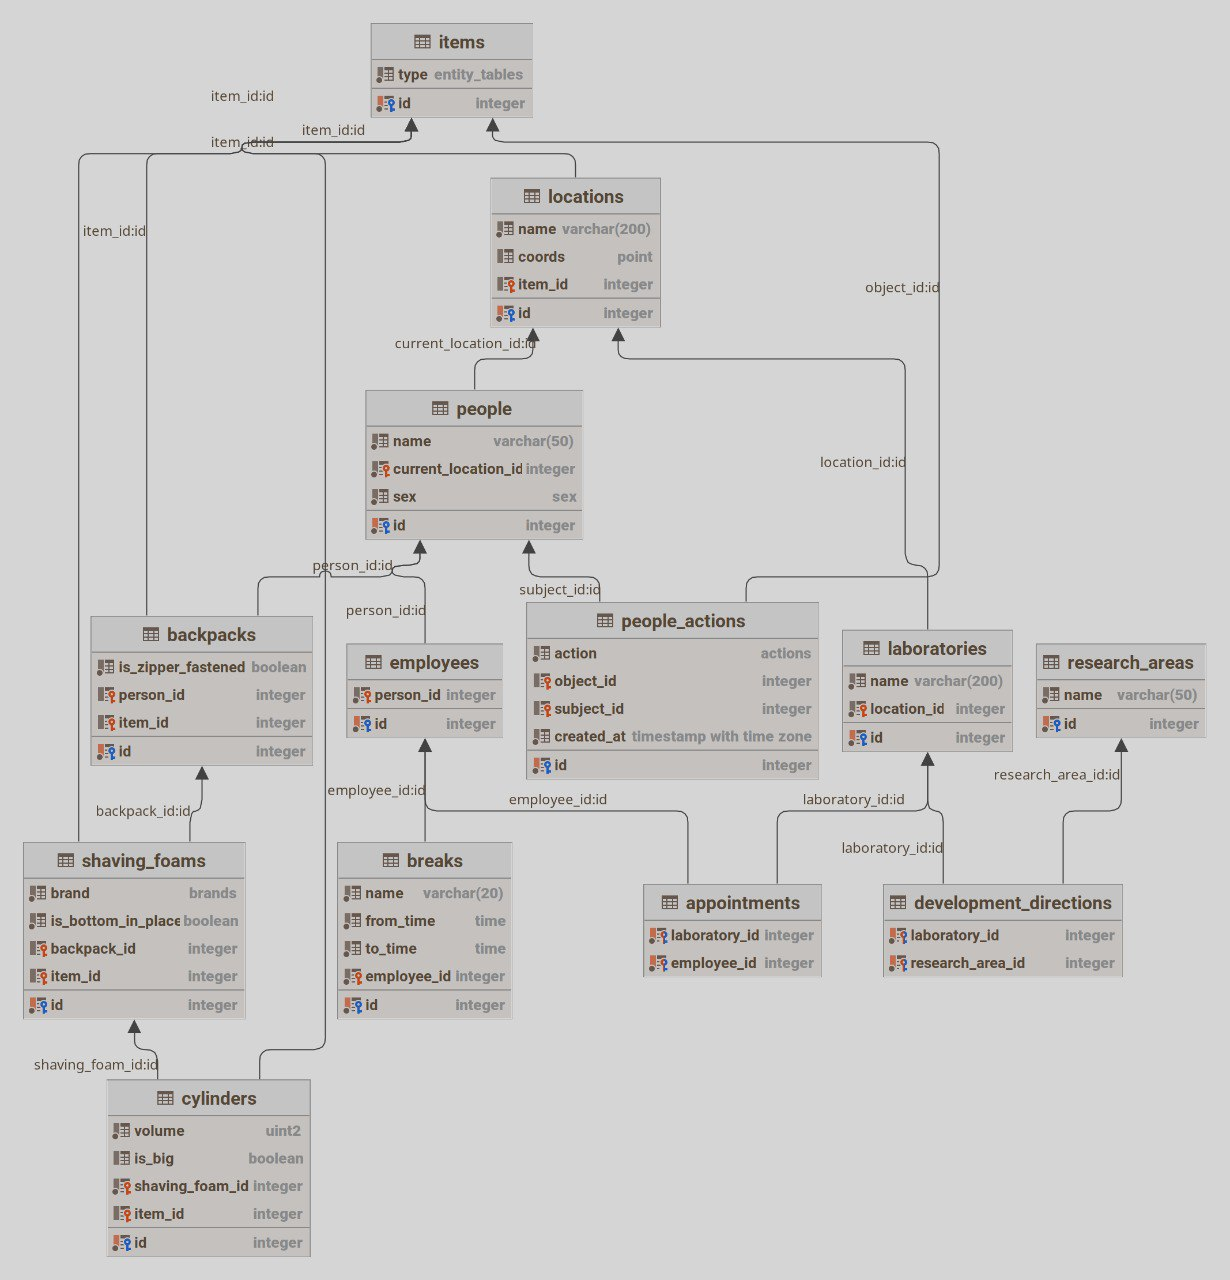 items
type entity_tables
id integer
item_id:id
item_id:id
item_id:id
locations
name varchar(200)
coords point
item_id integer
id integer
item_id:id
object_id:id
current_location_id:id
people
name varchar(50)
current_location_id integer
sex sex
id integer
location_id:id
person_id:id
subject_id:id
person_id:id
backpacks
is_zipper_fastened boolean
person_id integer
item_id integer
id integer
employees
person_id integer
id integer
people_actions
action actions
object_id integer
subject_id integer
created_at timestamp with time zone
id integer
laboratories
name varchar(200)
location_id integer
id integer
research_areas
name varchar(50)
id integer
research_area_id:id
backpack_id:id
employee_id:id
employee_id:id
laboratory_id:id
laboratory_id:id
shaving_foams
brand brands
is_bottom_in_place boolean
backpack_id integer
item_id integer
id integer
breaks
name varchar(20)
from_time time
to_time time
employee_id integer
id integer
appointments
laboratory_id integer
employee_id integer
development_directions
laboratory_id integer
research_area_id integer
shaving_foam_id:id
cylinders
volume uint2
is_big boolean
shaving_foam_id integer
item_id integer
id integer